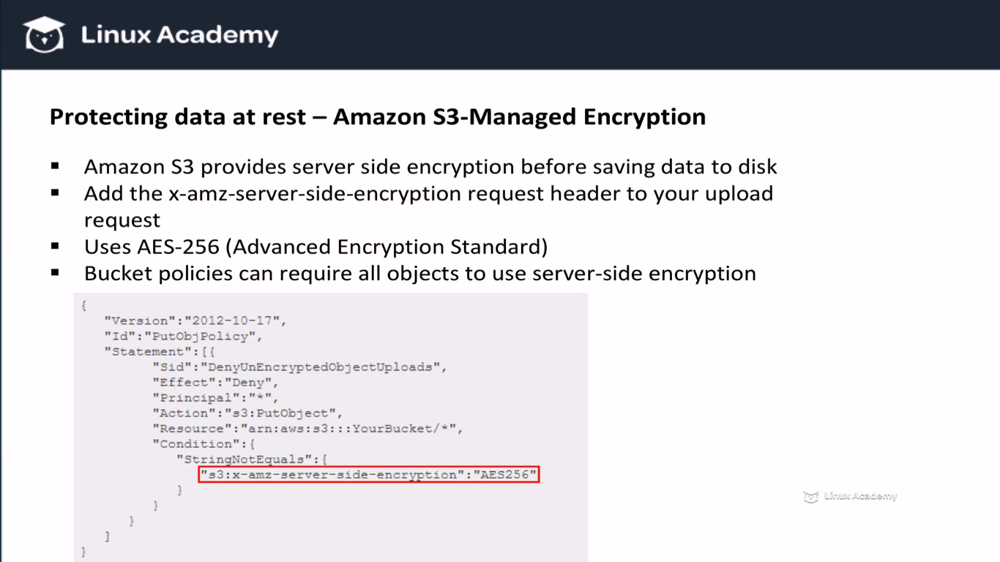 Linux Academy
Protecting data at rest – Amazon S3-Managed Encryption
▪ Amazon S3 provides server side encryption before saving data to disk
▪ Add the x-amz-server-side-encryption request header to your upload
request
▪ Uses AES-256 (Advanced Encryption Standard)
▪ Bucket policies can require all objects to use server-side encryption
{
"Version":"2012-10-17",
"Id":"PutObjPolicy",
"Statement":[{
"Sid":"DenyUnEncryptedObjectUploads",
"Effect":"Deny",
"Principal":"*",
"Action":"s3:PutObject",
"Resource":"arn:aws:s3:::YourBucket/*",
"Condition":{
"StringNotEquals":{
"s3:x-amz-server-side-encryption":"AES256"
}
}
}
]
}
Linux Academy